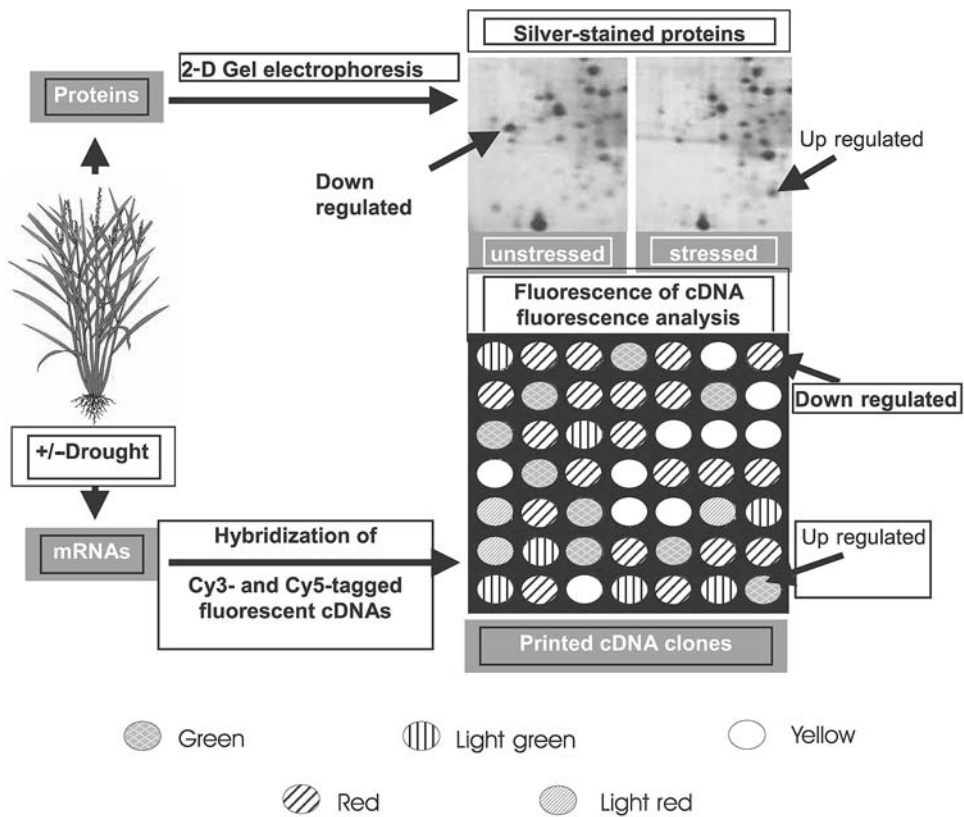 Silver-stained proteins
2-D Gel electrophoresis
Proteins
Up regulated
Down
regulated
unstressed
stressed
Fluorescence of cDNA
fluorescence analysis
Down regulated
+/–Drought
mRNAs
Hybridization of
Cy3- and Cy5-tagged
fluorescent cDNAs
Up regulated
Printed cDNA clones
Green
Light green
Yellow
Red
Light red